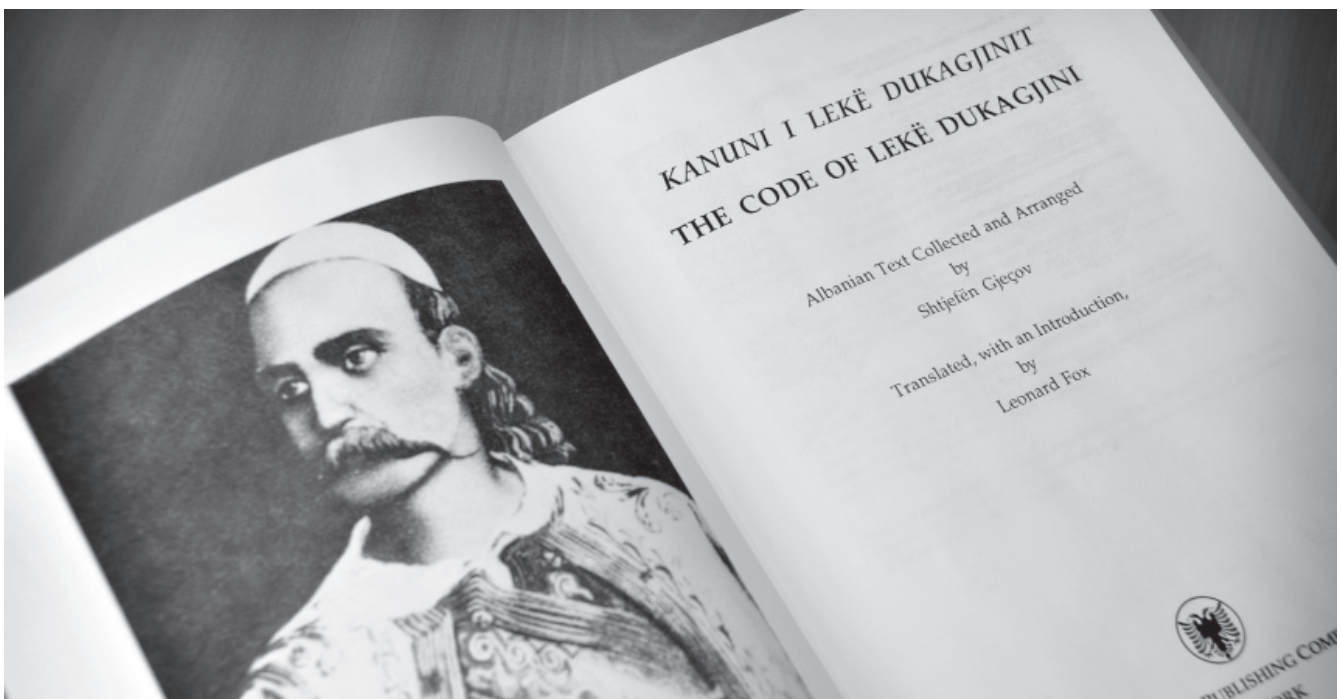 KANUNI I LEKË DUKAGJINIT
THE CODE OF LEKË DUKAGJINI
Albanian Text Collected and Arranged
by
Shtjefën Gjeçov
Translated, with an Introduction,
by
Leonard Fox
PUBLISHING